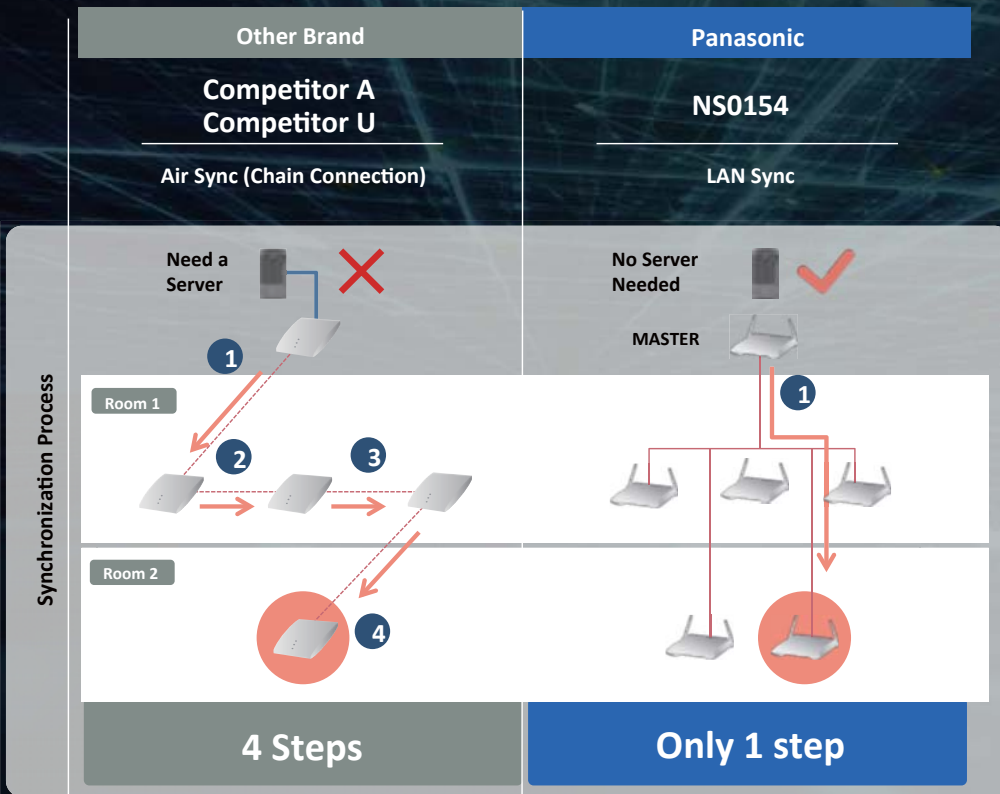 Other Brand
Panasonic
Competitor A
Competitor U
NS0154
Air Sync (Chain Connection)
LAN Sync
Synchronization Process
Need a
Server
No Server
Needed
MASTER
1
1
Room 1
2
3
Room 2
4
4 Steps
Only 1 step